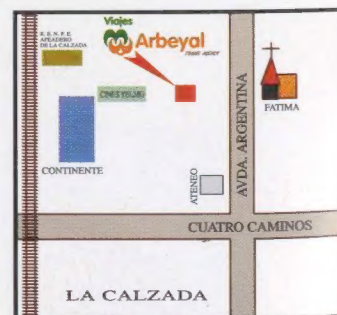 Viajes
Arbeyal
R.E.N.F.E.
APEADERO
DE LA CALZADA
CINES YELMO
FATIMA
CONTINENTE
ATENEO
AVDA. ARGENTINA
CUATRO CAMINOS
LA CALZADA